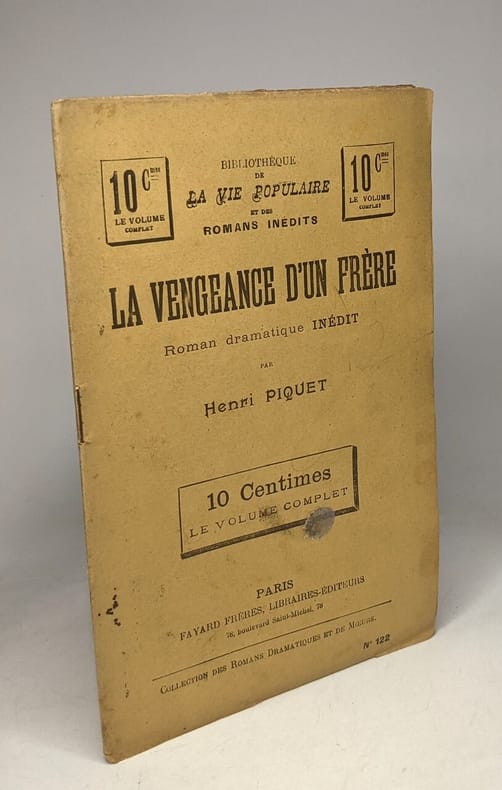 10 Cmes
LE VOLUME
COMPLET
BIBLIOTHÈQUE
DE
LA VIE POPULAIRE
ET DES
ROMANS INÉDITS
10 Cmes
LE VOLUME
COMPLET
LA VENGEANCE D'UN FRÈRE
Roman dramatique INÉDIT
PAR
Henri PIQUET
10 Centimes
LE VOLUME COMPLET
PARIS
FAYARD FRÈRES, LIBRAIRES-ÉDITEURS
78, boulevard Saint-Michel, 78
COLLECTION DES ROMANS DRAMATIQUES ET DE MŒURS.
N° 122